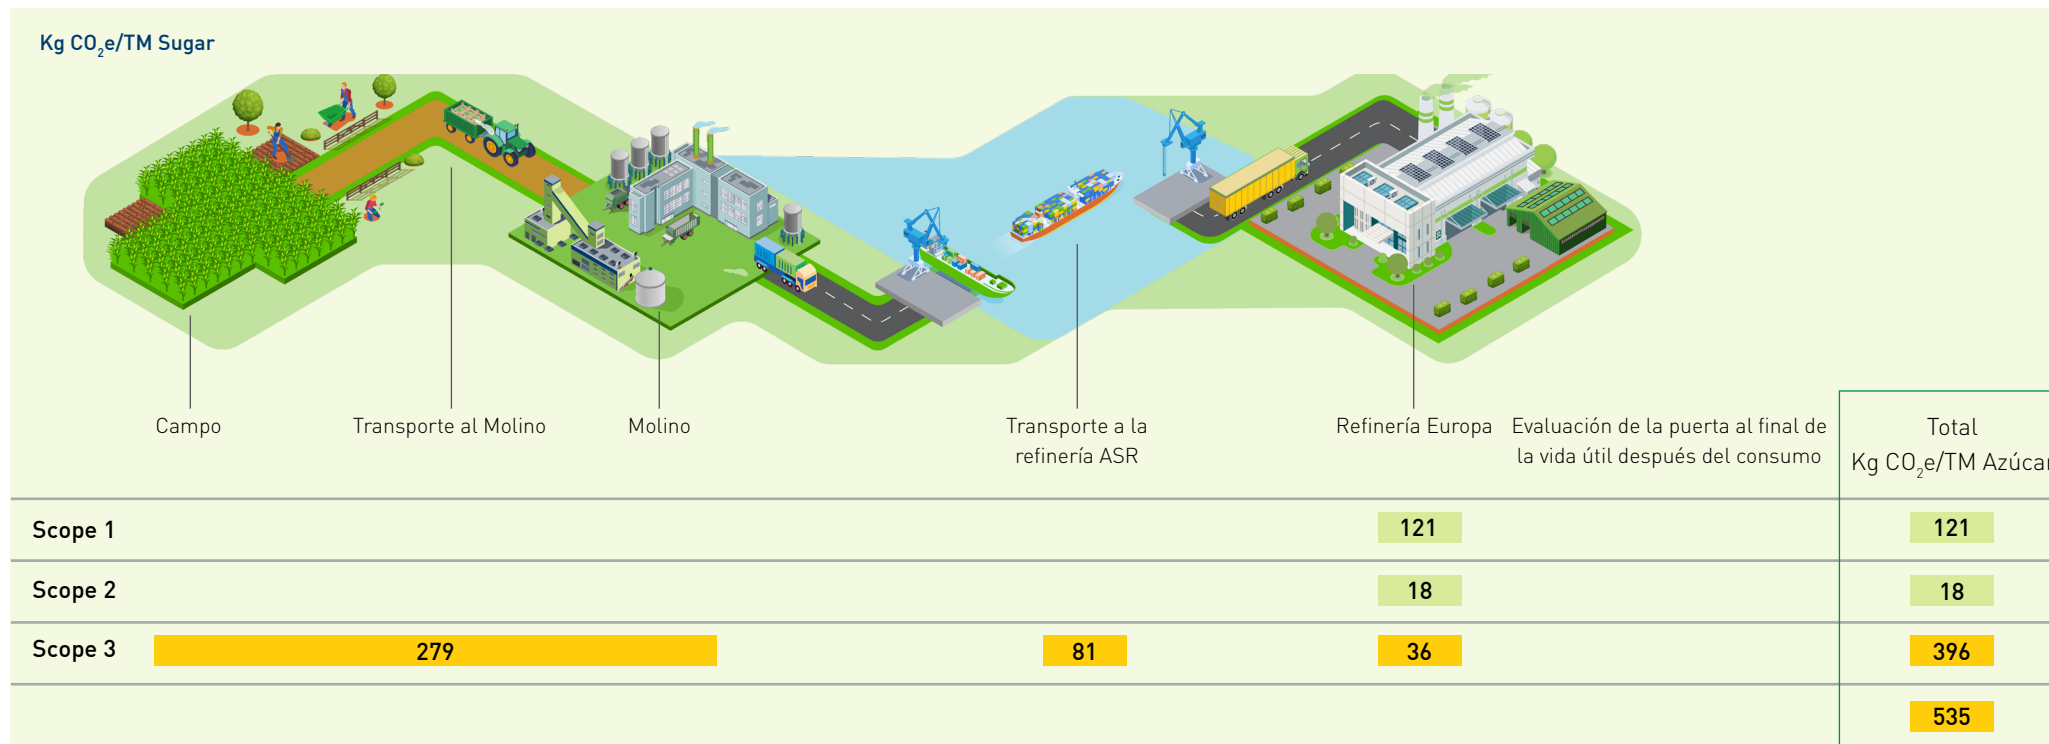 Kg CO₂e/TM Sugar
Campo
Transporte al Molino
Molino
Transporte a la
refinería ASR
Refinería Europa
Evaluación de la puerta al final de
la vida útil después del consumo
Total
Kg CO₂e/TM Azúcar
Scope 1
121
121
Scope 2
18
18
Scope 3
279
81
36
396
535